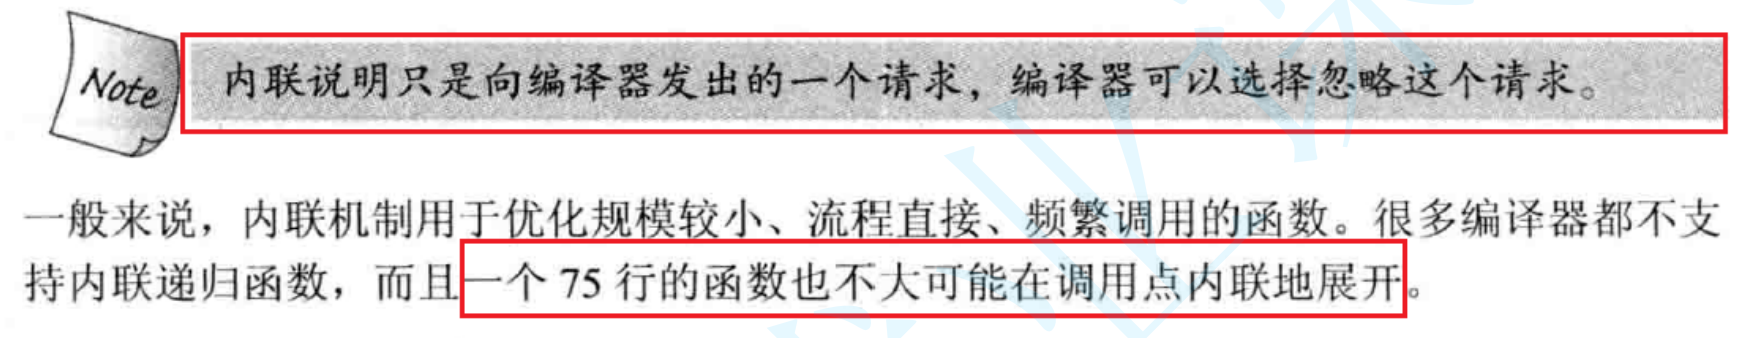 Note
内联说明只是向编译器发出的一个请求，编译器可以选择忽略这个请求。
一般来说，内联机制用于优化规模较小、流程直接、频繁调用的函数。很多编译器都不支
持内联递归函数，而且一个 75 行的函数也不大可能在调用点内联地展开。